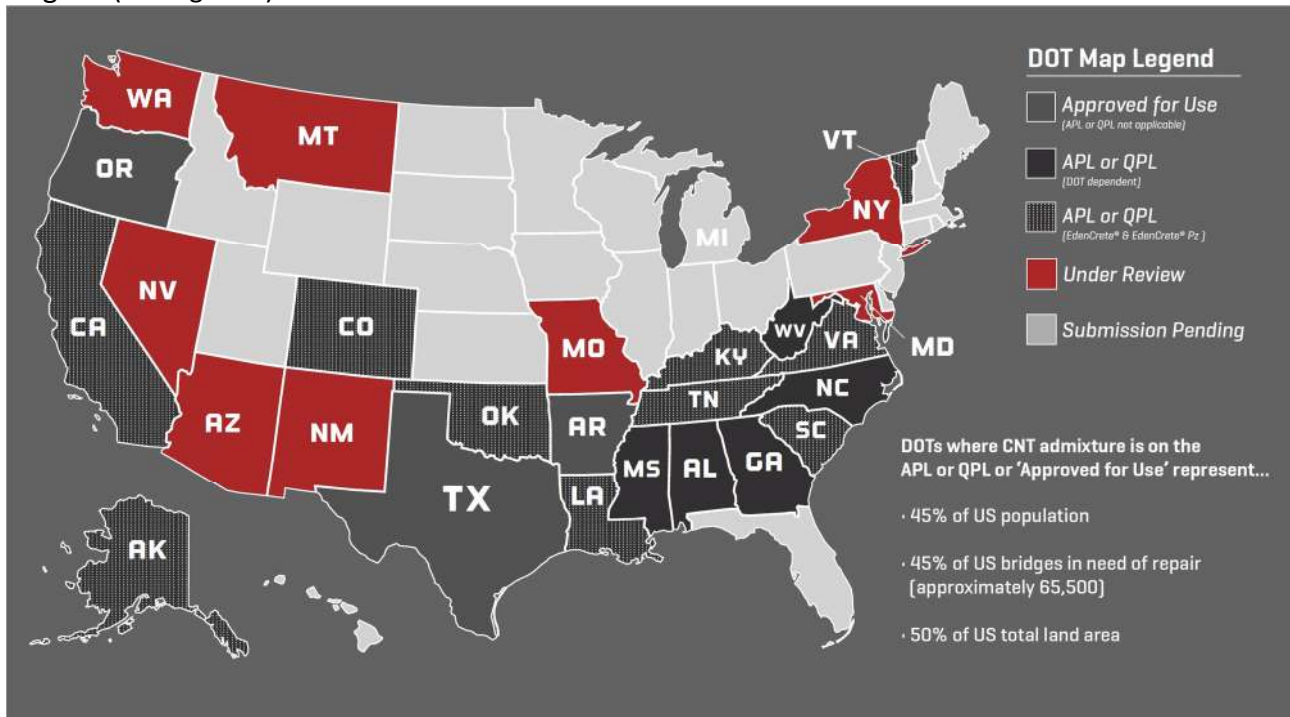 WA
MT
OR
VT
NY
MI
NV
CA
CO
MO
WV
VA
KY
MD
AZ
NM
OK
AR
TN
NC
SC
MS
AL
GA
LA
TX
AK
DOT Map Legend
Approved for Use
(APL or QPL not applicable)
APL or QPL
(DOT dependent)
APL or QPL
(EdenCrete® & EdenCrete® Pz )
Under Review
Submission Pending
DOTs where CNT admixture is on the
APL or QPL or 'Approved for Use' represent...
· 45% of US population
· 45% of US bridges in need of repair
(approximately 65,500)
· 50% of US total land area